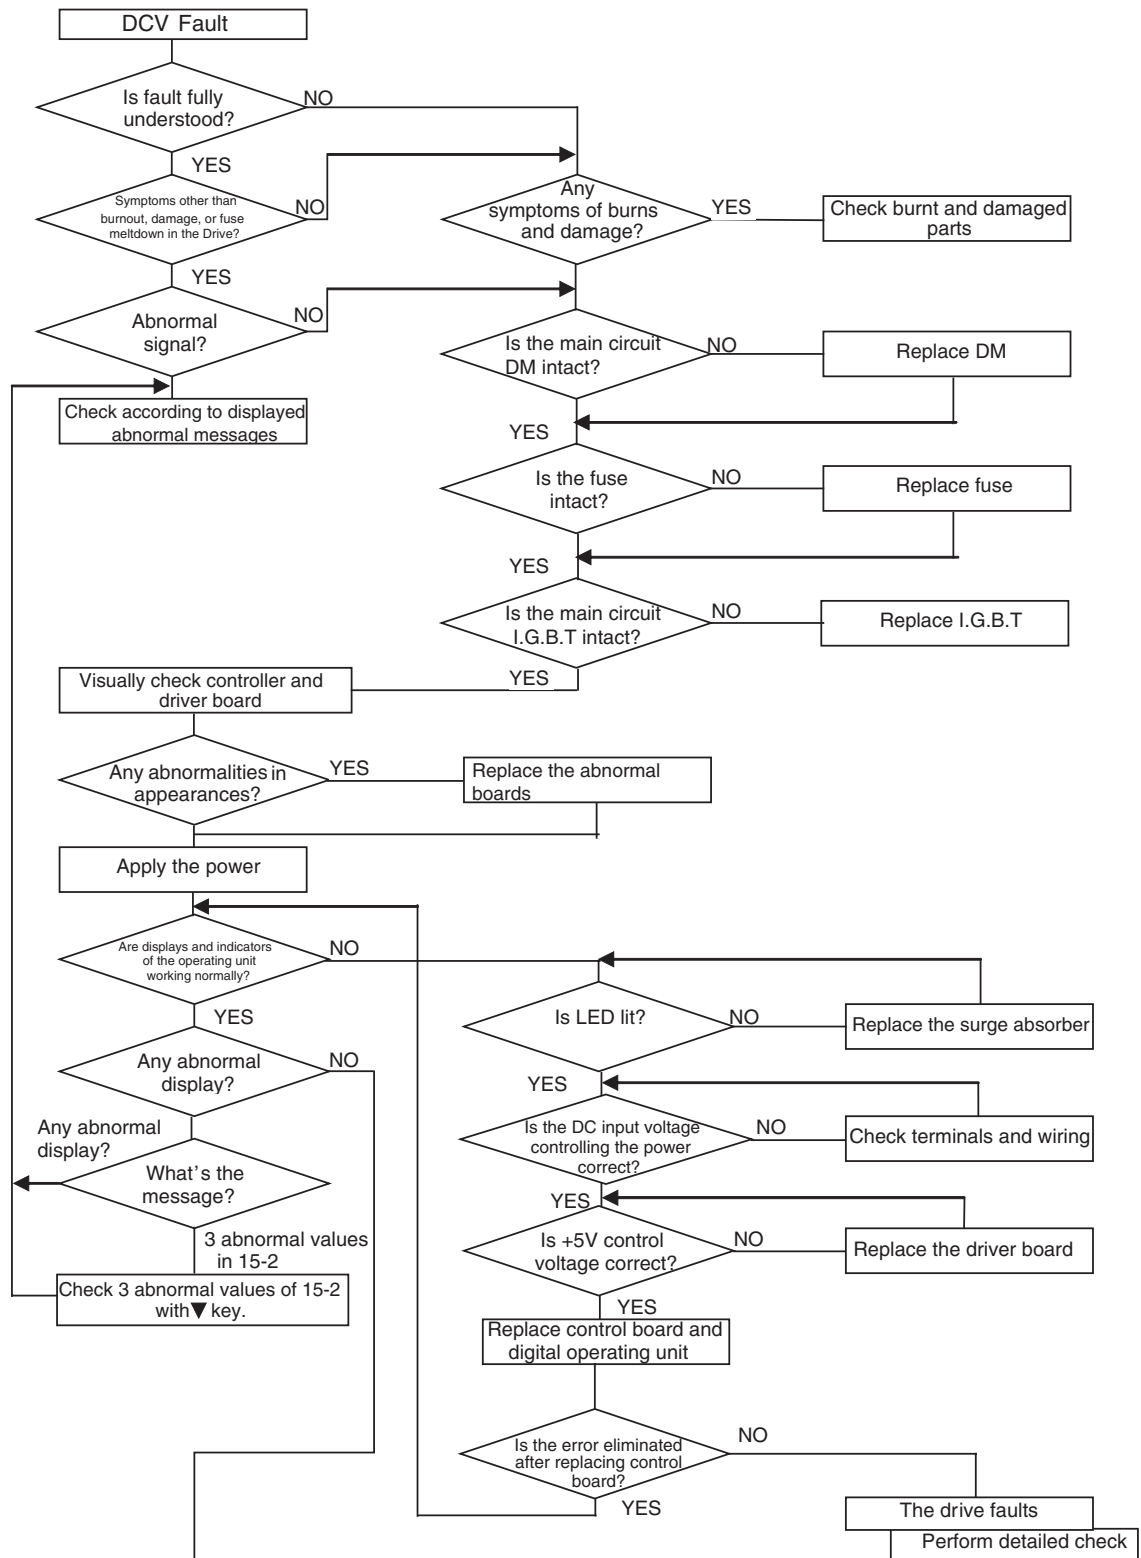 DCV Fault
Is fault fully
understood?
NO
YES
Symptoms other than
burnout, damage, or fuse
meltdown in the Drive?
NO
YES
Abnormal
signal?
NO
Check according to displayed
abnormal messages
Any
symptoms of burns
and damage?
YES
Check burnt and damaged
parts
Is the main circuit
DM intact?
NO
Replace DM
YES
Is the fuse
intact?
NO
Replace fuse
YES
Is the main circuit
I.G.B.T intact?
NO
Replace I.G.B.T
YES
Visually check controller and
driver board
Any abnormalities in
appearances?
YES
Replace the abnormal
boards
Apply the power
Are displays and indicators
of the operating unit
working normally?
NO
YES
Any abnormal
display?
NO
Any abnormal
display?
What's the
message?
3 abnormal values
in 15-2
Check 3 abnormal values of 15-2
with▼key.
Is LED lit?
NO
Replace the surge absorber
YES
Is the DC input voltage
controlling the power
correct?
NO
Check terminals and wiring
YES
Is +5V control
voltage correct?
NO
Replace the driver board
YES
Replace control board and
digital operating unit
Is the error eliminated
after replacing control
board?
NO
YES
The drive faults
Perform detailed check